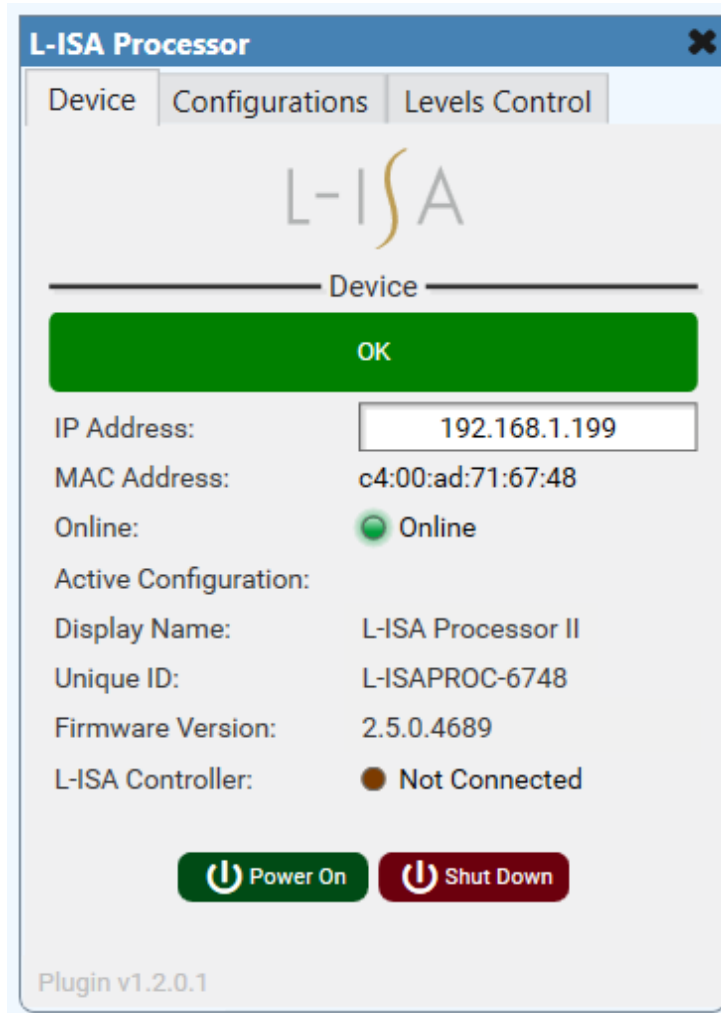 L-ISA Processor
Device Configurations Levels Control
L-ISA
Device
OK
IP Address: 192.168.1.199
MAC Address: c4:00:ad:71:67:48
Online: Online
Active Configuration:
Display Name: L-ISA Processor II
Unique ID: L-ISAPROC-6748
Firmware Version: 2.5.0.4689
L-ISA Controller: Not Connected
Power On Shut Down
Plugin v1.2.0.1